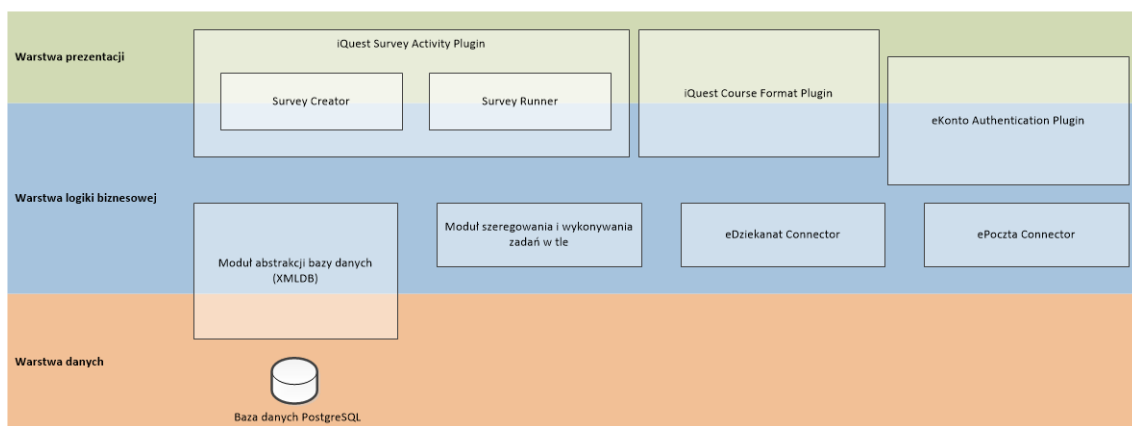 Warstwa prezentacji
iQuest Survey Activity Plugin
Survey Creator
Survey Runner
iQuest Course Format Plugin
eKonto Authentication Plugin
Warstwa logiki biznesowej
Moduł abstrakcji bazy danych
(XMLDB)
Moduł szeregowania i wykonywania
zadań w tle
eDziekanat Connector
ePoczta Connector
Warstwa danych
Baza danych PostgreSQL